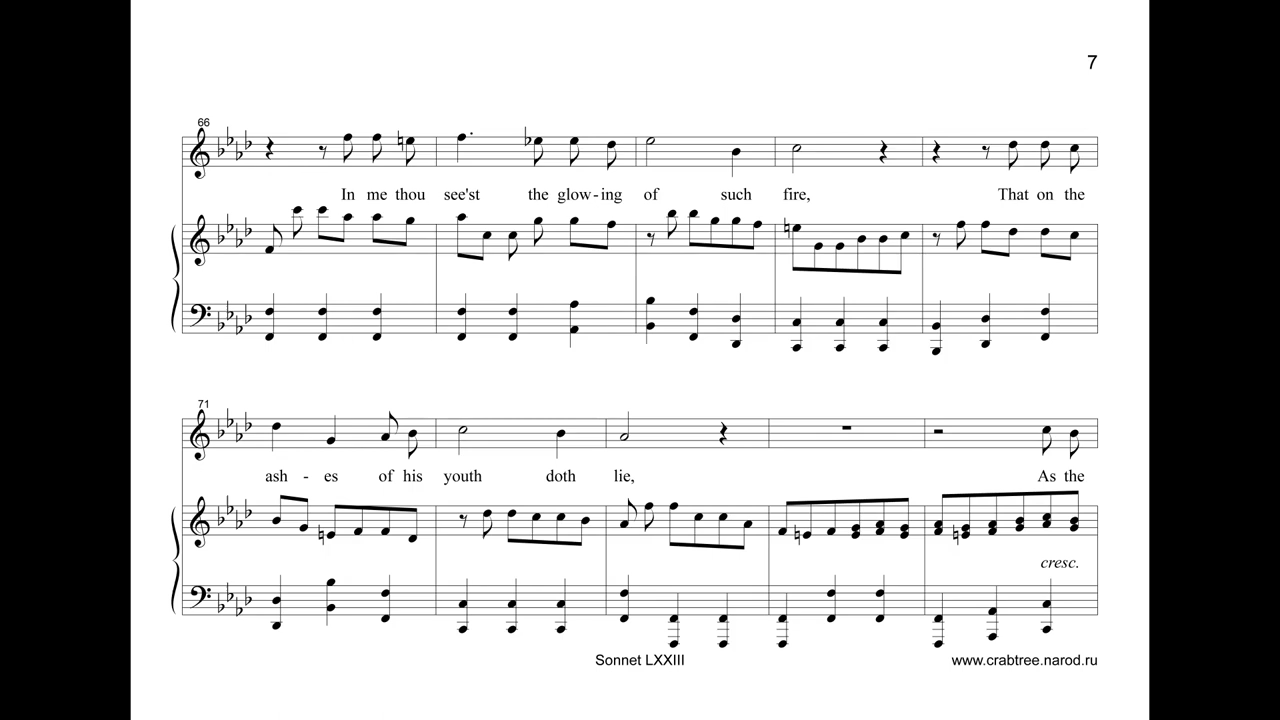 7
66
In me thou see'st the glow-ing of such fire, That on the
71
ash - es of his youth doth lie, As the
cresc.
Sonnet LXXIII www.crabtree.narod.ru